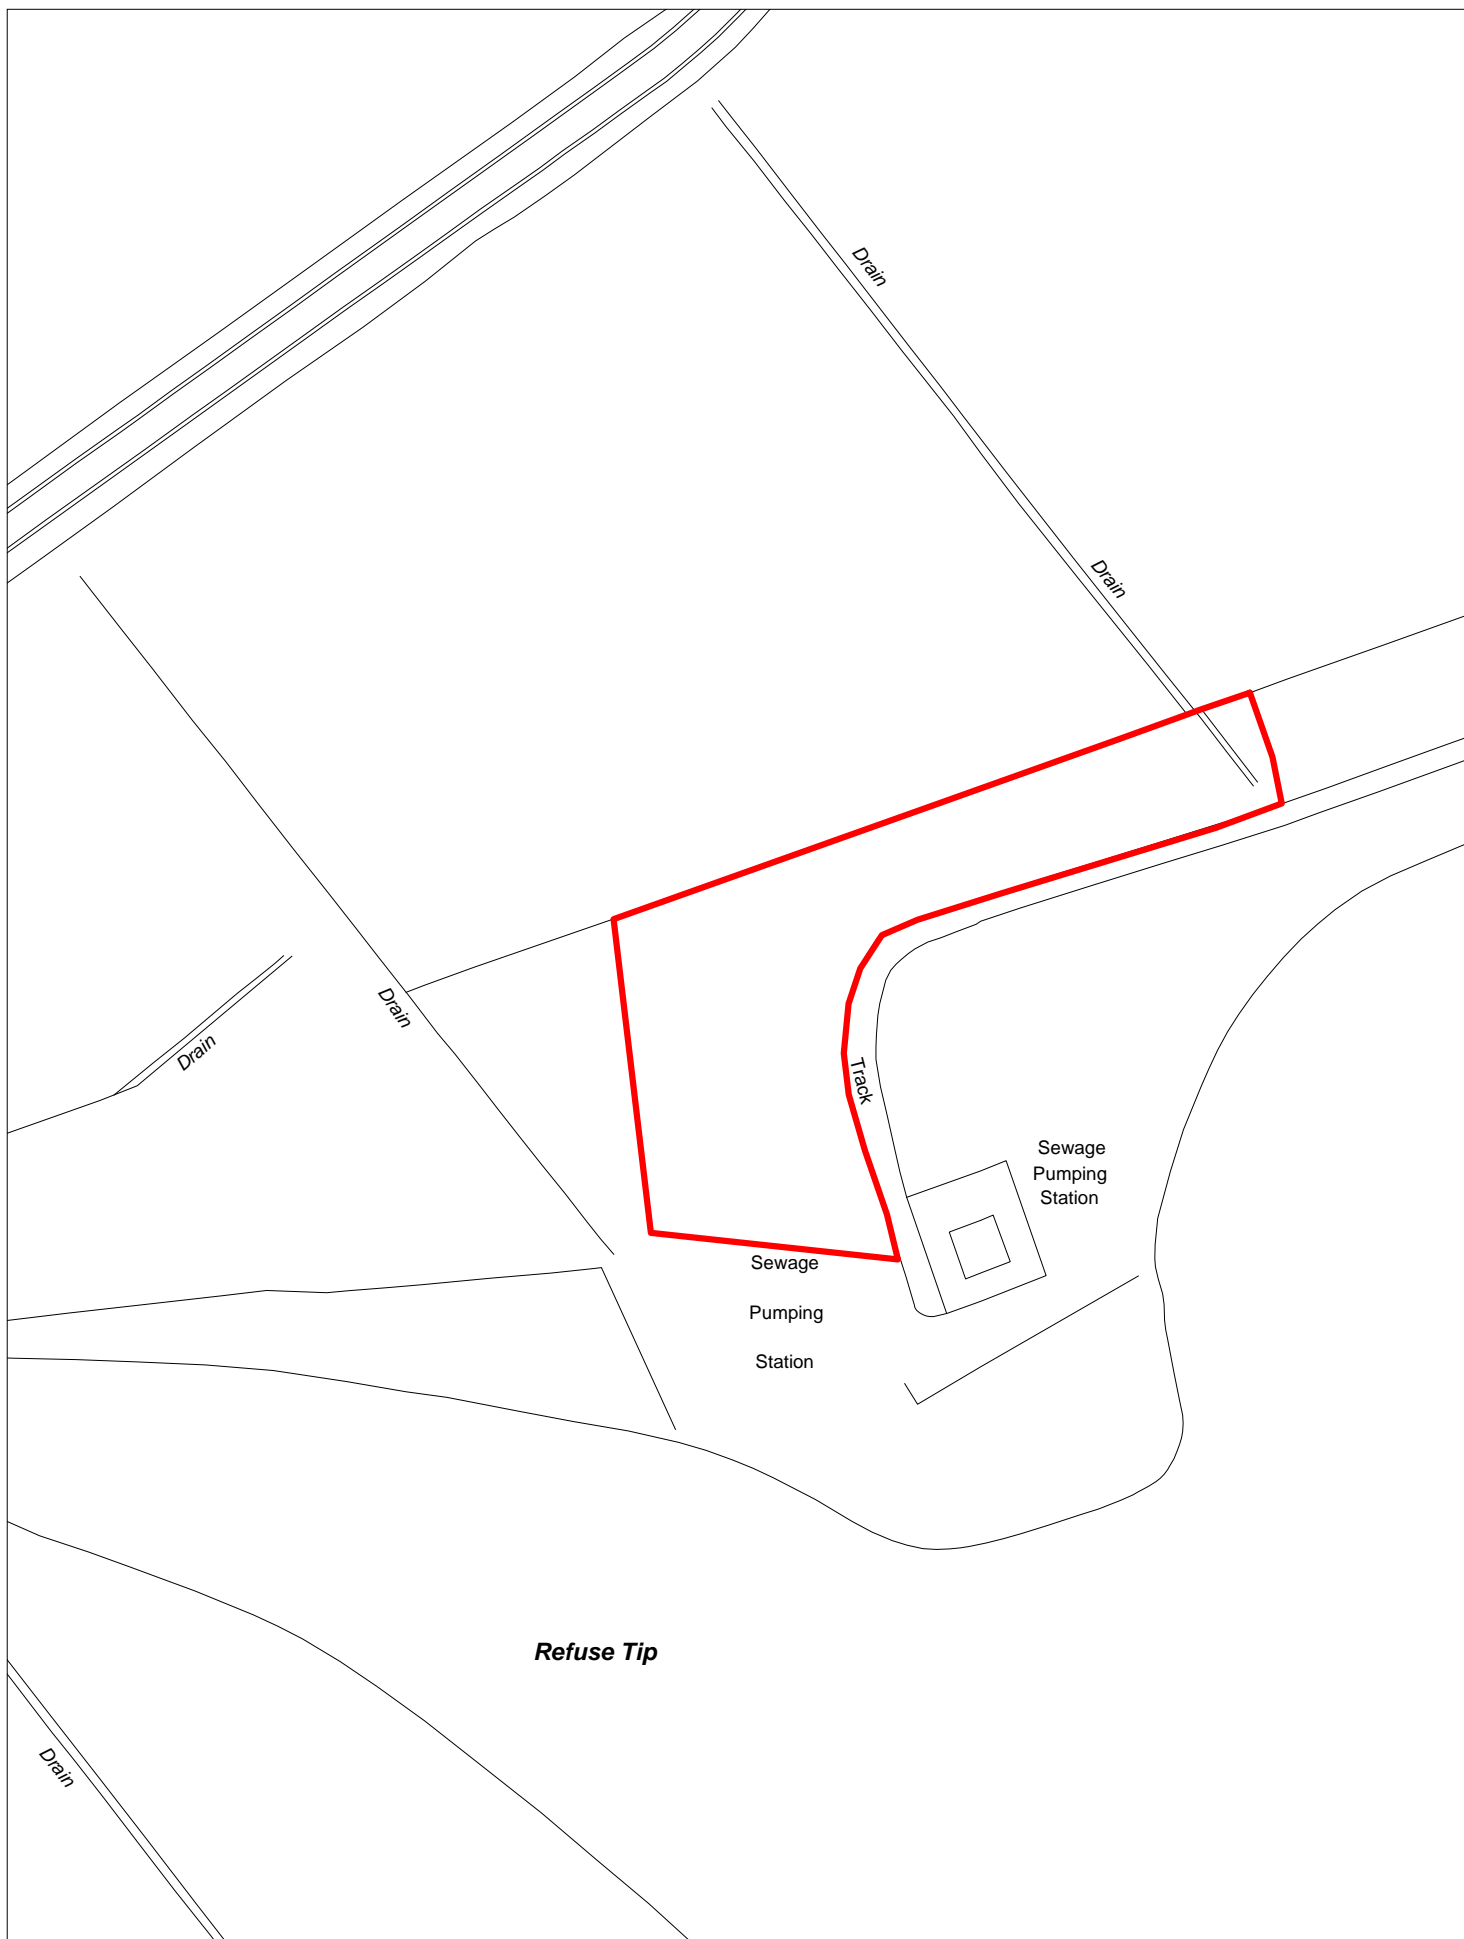 Drain
Drain
Drain
Drain
Track
Sewage
Pumping
Station
Sewage
Pumping
Station
Refuse Tip
Drain